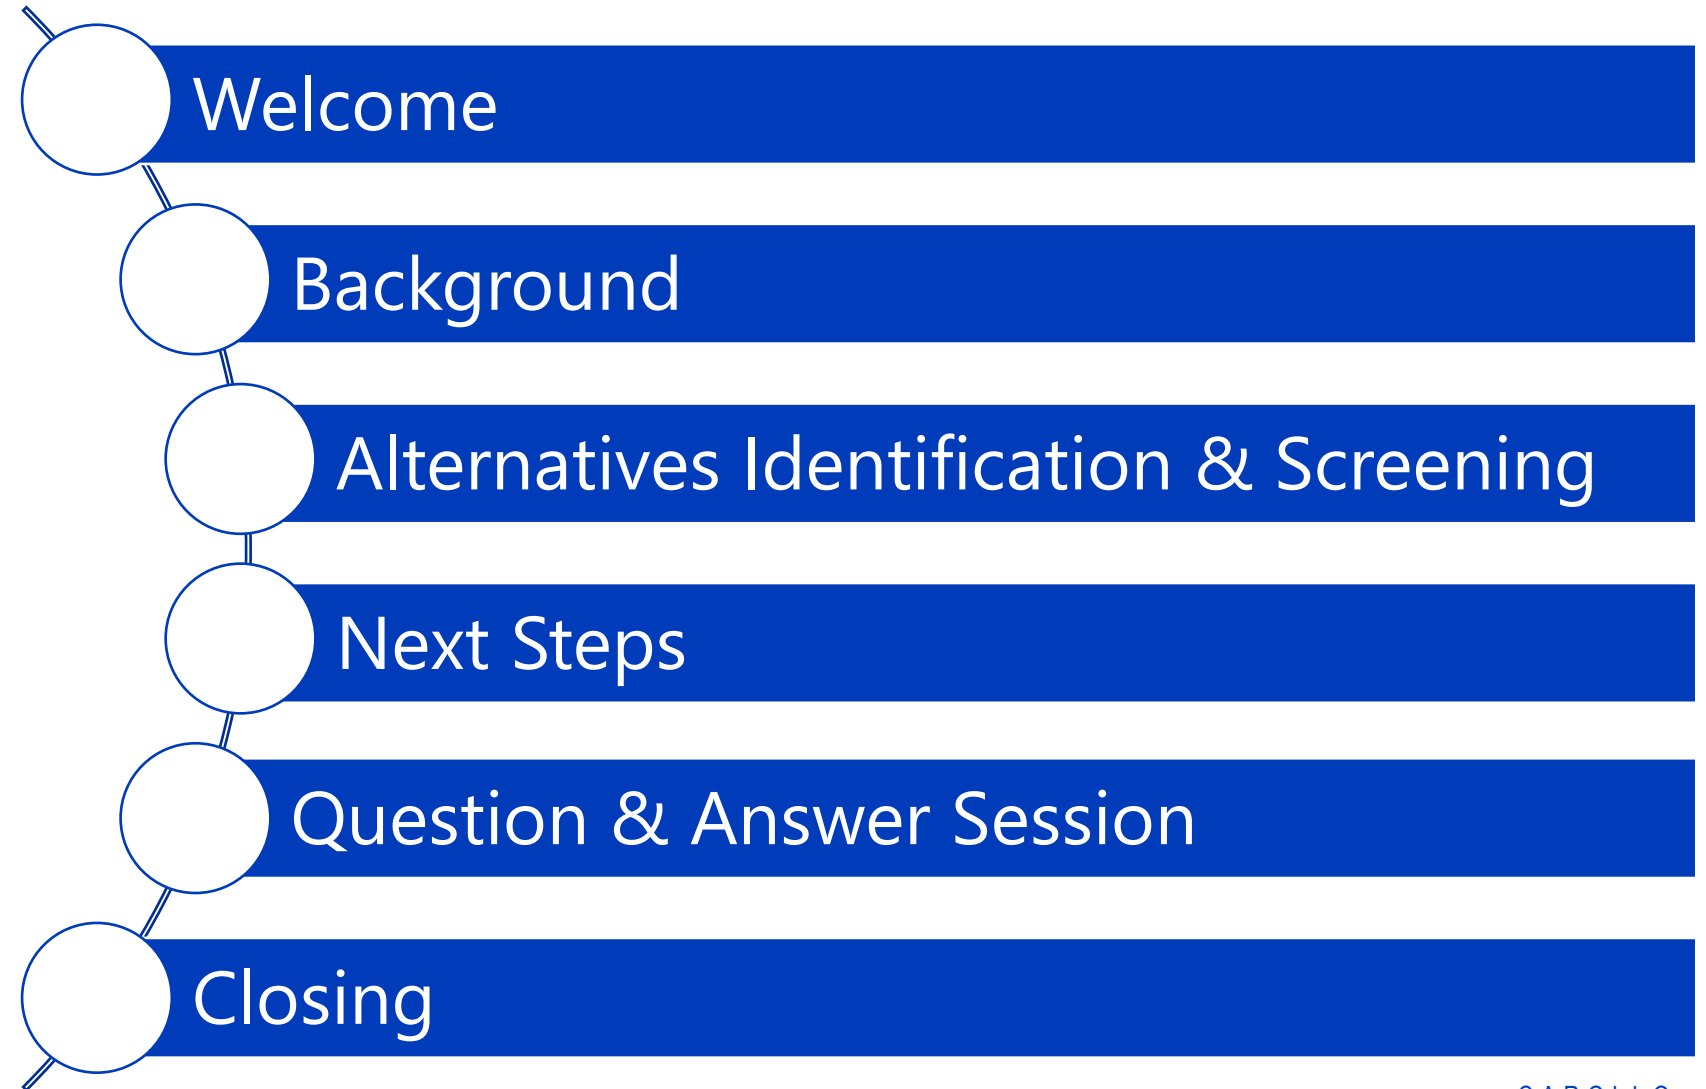 Welcome
Background
Alternatives Identification & Screening
Next Steps
Question & Answer Session
Closing